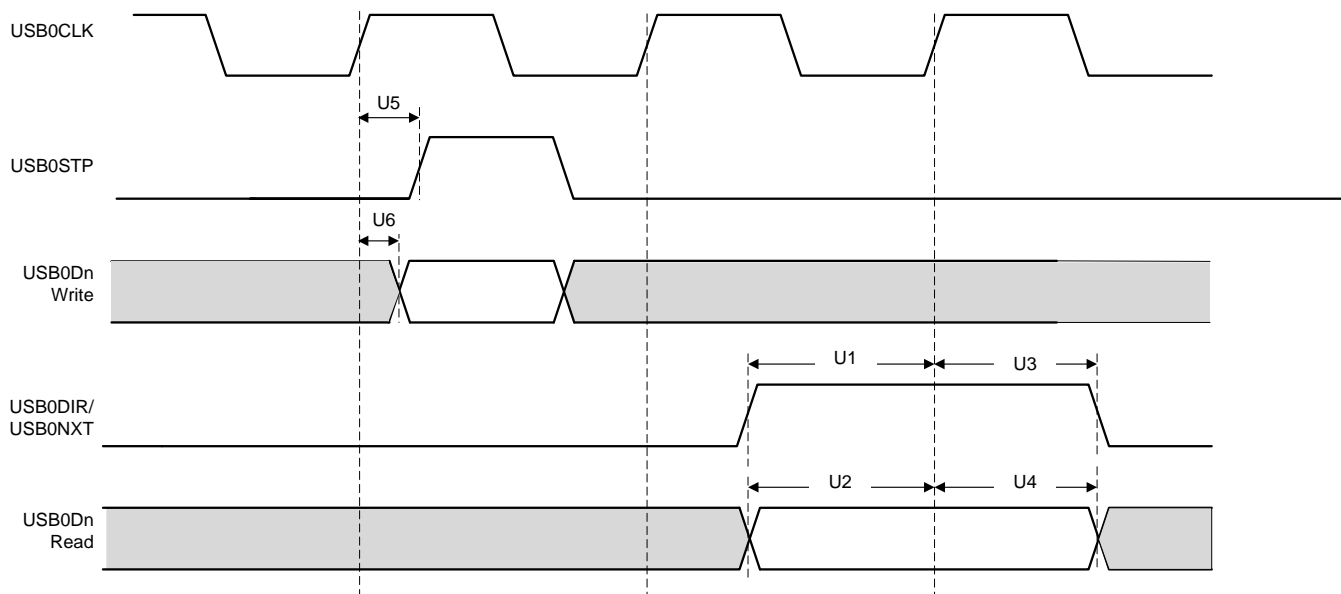 USB0CLK
U5
USB0STP
U6
USB0Dn
Write
U1
U3
USB0DIR/
USB0NXT
U2
U4
USB0Dn
Read